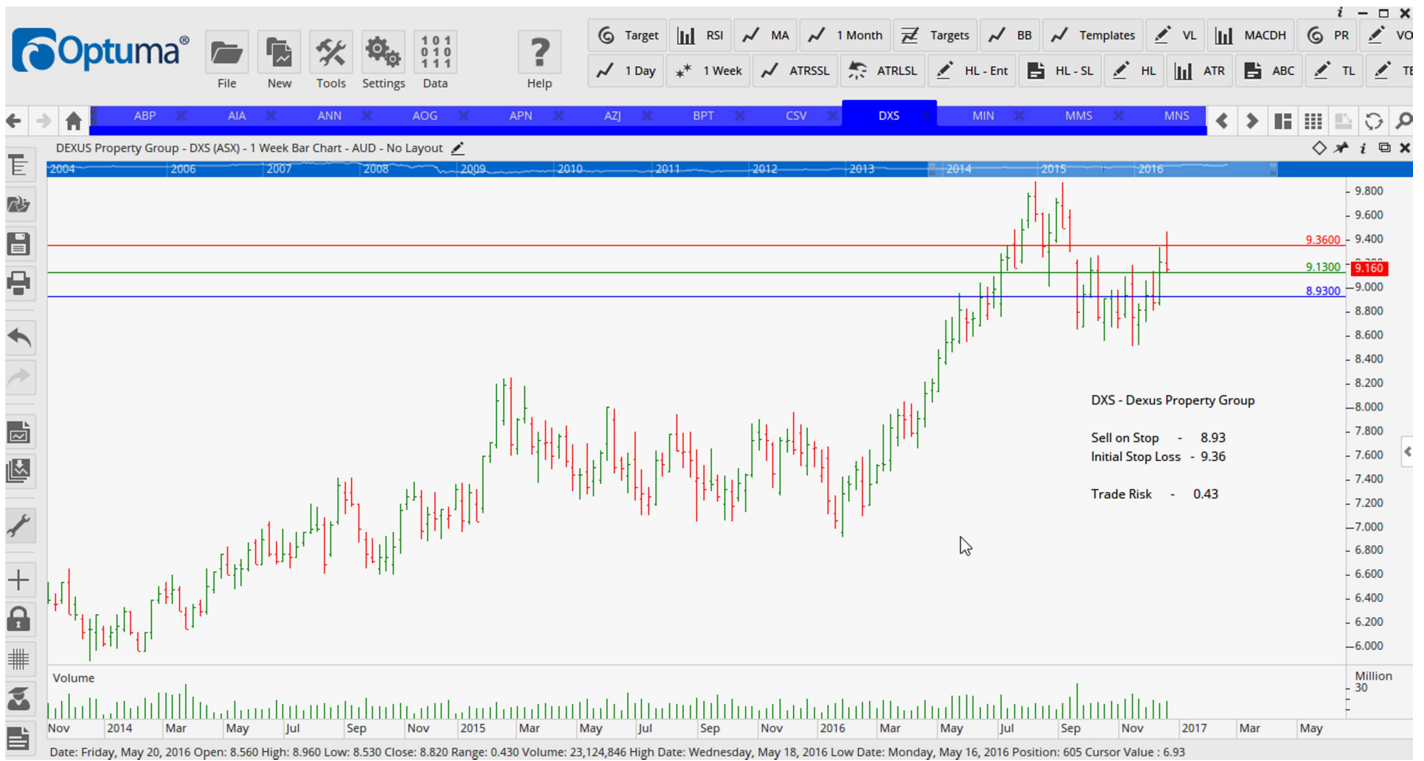 Optuma®
File New Tools Settings Data Help
Target RSI MA 1 Month Targets BB Templates VL MACDH PR
1 Day 1 Week ATRSSL ATRLSL HL - Ent HL - SL HL ATR ABC TL
ABP AIA ANN AOG APN AZJ BPT CSV DXS MIN MMS MNS
DEXUS Property Group - DXS (ASX) - 1 Week Bar Chart - AUD - No Layout
2004 2006 2007 2008 2009 2010 2011 2012 2013 2014 2015 2016
9.800
9.600
9.400
9.3600
9.1300 9.160
9.000
8.9300
8.800
8.600
8.400
8.200
DXS - Dexus Property Group
8.000
7.800
Sell on Stop - 8.93
Initial Stop Loss - 9.36
7.600
7.400
Trade Risk - 0.43
7.200
7.000
6.800
6.600
6.400
6.200
6.000
Volume
Million
30
Nov 2014 Mar May Jul Sep Nov 2015 Mar May Jul Sep Nov 2016 Mar May Jul Sep Nov 2017 Mar May
Date: Friday, May 20, 2016 Open: 8.560 High: 8.960 Low: 8.530 Close: 8.820 Range: 0.430 Volume: 23,124,846 High Date: Wednesday, May 18, 2016 Low Date: Monday, May 16, 2016 Position: 605 Cursor Value : 6.93